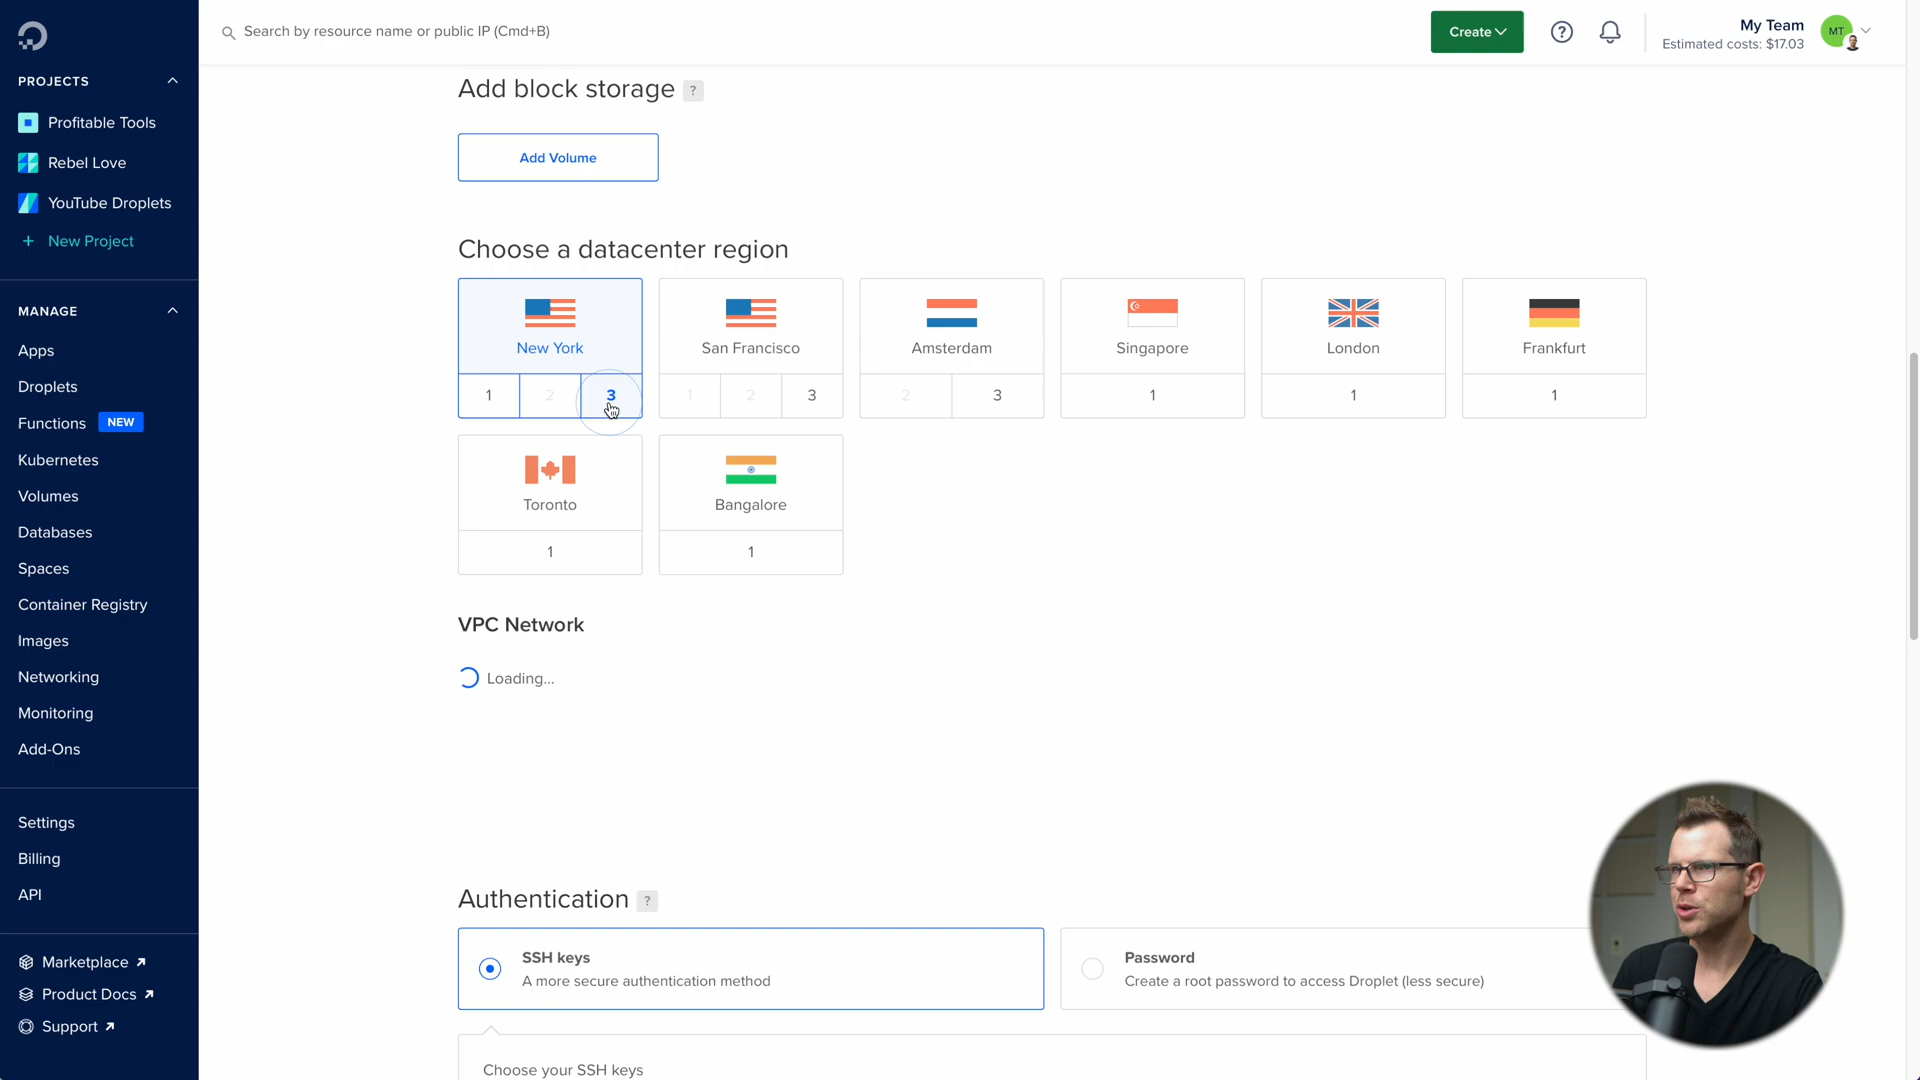 Search by resource name or public IP (Cmd+B)
Create
My Team
Estimated costs: $17.03
MT
PROJECTS
Profitable Tools
Rebel Love
YouTube Droplets
+ New Project
MANAGE
Apps
Droplets
Functions NEW
Kubernetes
Volumes
Databases
Spaces
Container Registry
Images
Networking
Monitoring
Add-Ons
Settings
Billing
API
Marketplace
Product Docs
Support
Add block storage ?
Add Volume
Choose a datacenter region
New York
San Francisco
Amsterdam
Singapore
London
Frankfurt
1 2 3
1 2 3
2 3
1
1
1
Toronto
Bangalore
1
1
VPC Network
Loading...
Authentication ?
SSH keys
A more secure authentication method
Password
Create a root password to access Droplet (less secure)
Choose your SSH keys